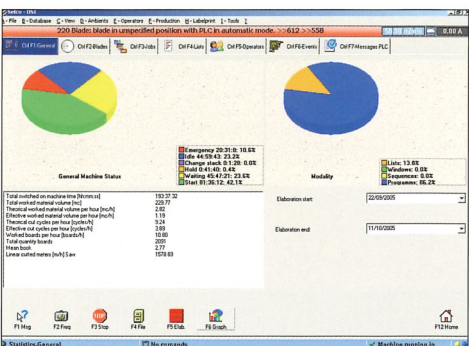 Selco - OSI
File B - Database C - View D - Ambients E - Operators F - Production H - Labelprint I - Tools ?
220 Blades: blade in unspecified position with PLC in automatic mode. >>612 >>558
0.00 A
Ctrl F1-General Ctrl F2-Blades Ctrl F3-Jobs Ctrl F4-Lists Ctrl F5-Operators Ctrl F6-Events Ctrl F7-Messages PLC
General Machine Status
Emergency 20:31:8: 10.6%
Idle 44:59:43: 23.2%
Change stack 0:1:20: 0.0%
Hold 0:41:40: 0.4%
Waiting 45:47:21: 23.6%
Start 81:36:12: 42.1%
Modality
Lists: 13.8%
Windows: 0.0%
Sequences: 0.0%
Programm: 86.2%
Total switched on machine time [hh:mm:ss] 193:37:32
Total worked material volume [mc] 229.77
Theorical worked material volume per hour [mc/h] 2.82
Effective worked material volume per hour [mc/h] 1.19
Theorical cut cycles per hour [cycles/h] 9.24
Effective cut cycles per hour [cycles/h] 3.89
Worked boards per hour [boards/h] 10.80
Total quantity boards 2091
Mean book 2.77
Linear cutted meters [m/h] Saw 1578.83
Elaboration start: 22/09/2005
Elaboration end: 11/10/2005
F1 Msg F2 Freq F3 Stop F4 File F5 Elab. F6 Graph F12 Home
Statistics-General No comands Machine running in